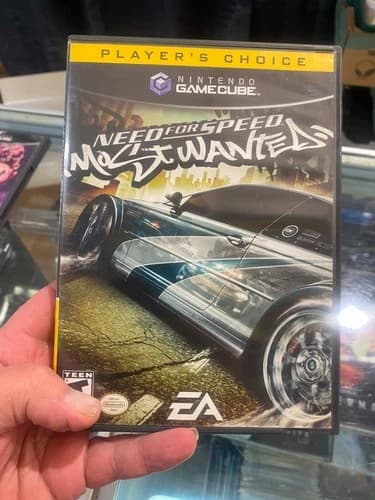 PLAYER'S CHOICE
NINTENDO
GAMECUBE
NEED FOR SPEED
MOST WANTED
TEEN
T
EA